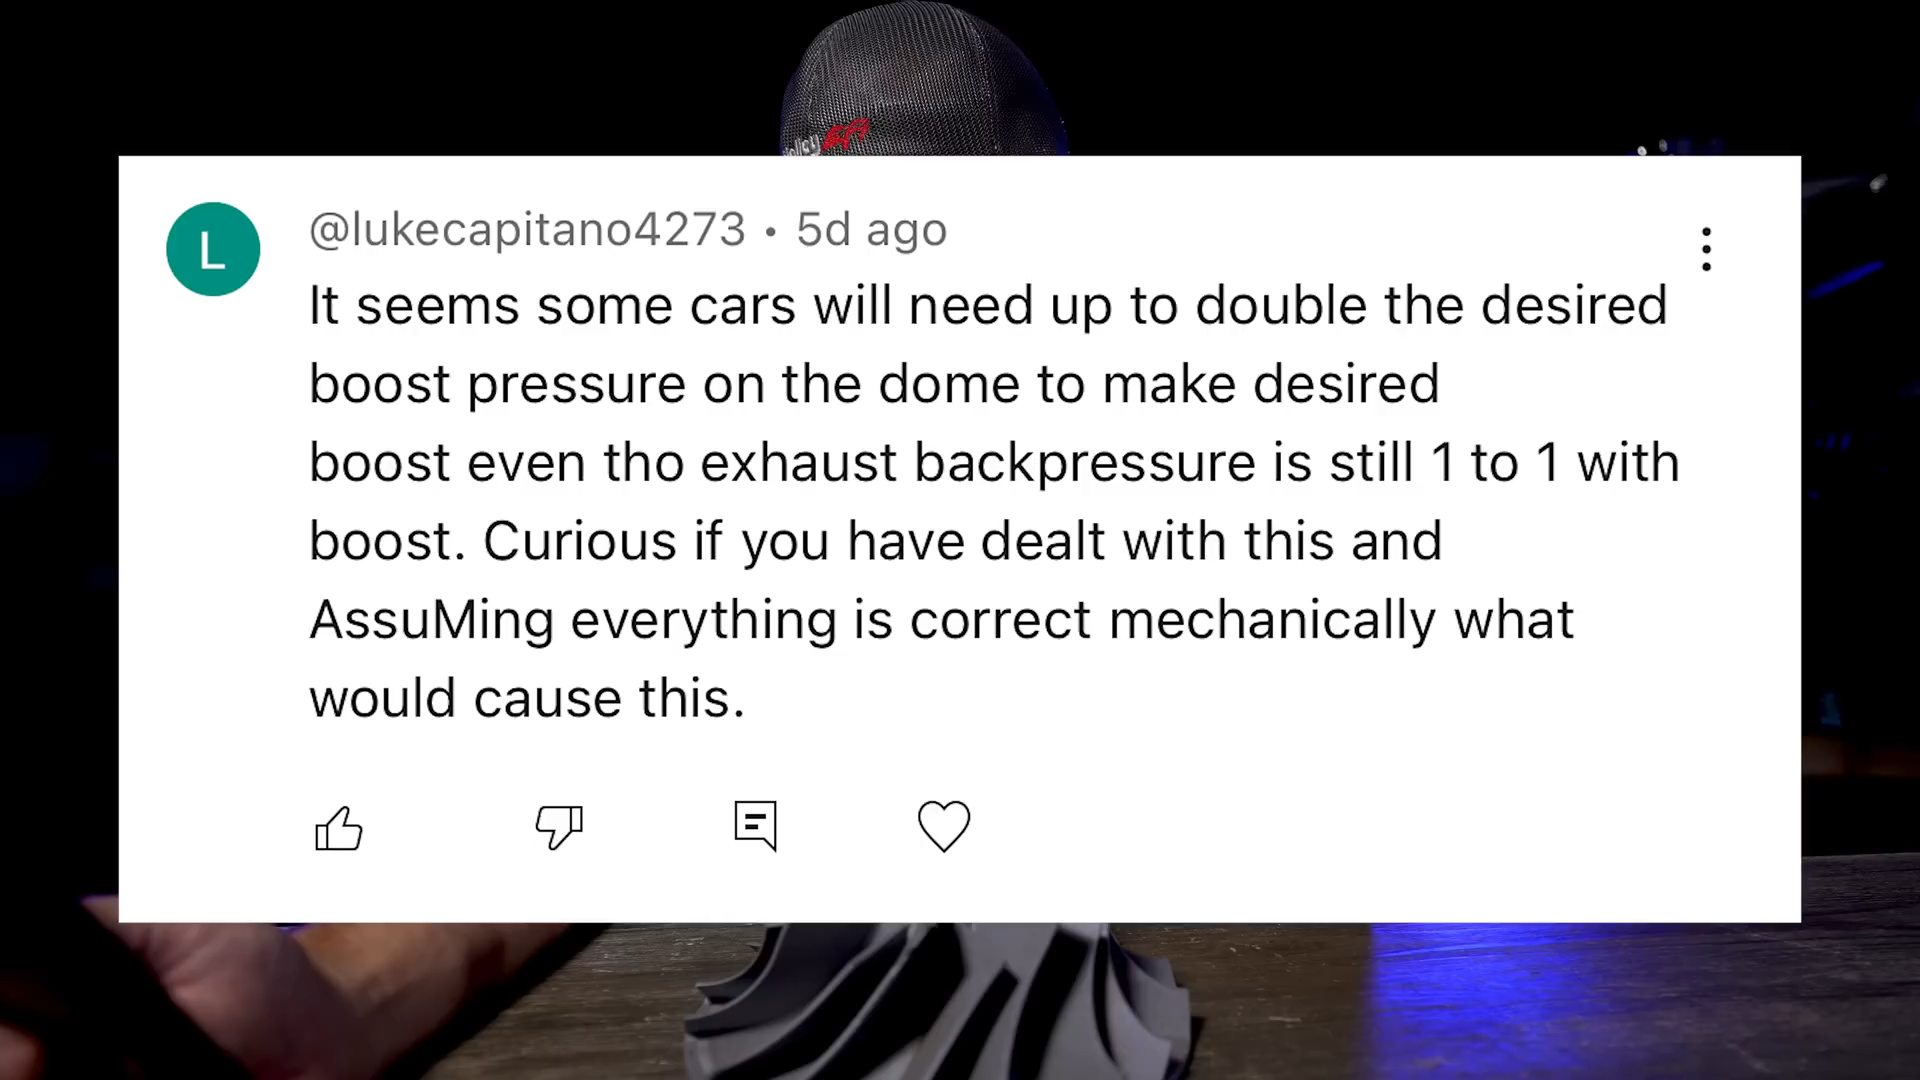 Holley EFI
L
@lukecapitano4273 • 5d ago
It seems some cars will need up to double the desired
boost pressure on the dome to make desired
boost even tho exhaust backpressure is still 1 to 1 with
boost. Curious if you have dealt with this and
AssuMing everything is correct mechanically what
would cause this.